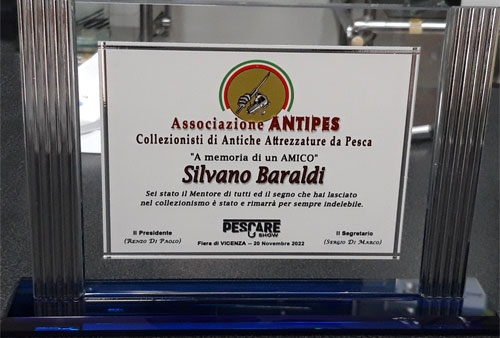 Associazione ANTIPES
Collezionisti di Antiche Attrezzature da Pesca
"A memoria di un AMICO"
Silvano Baraldi
Sei stato il Mentore di tutti ed il segno che hai lasciato
nel collezionismo è stato e rimarrà per sempre indelebile.
Il Presidente
(Renzo Di Paolo)
PESCARE
SHOW
Fiera di VICENZA – 20 Novembre 2022
Il Segretario
(Sergio Di Marco)